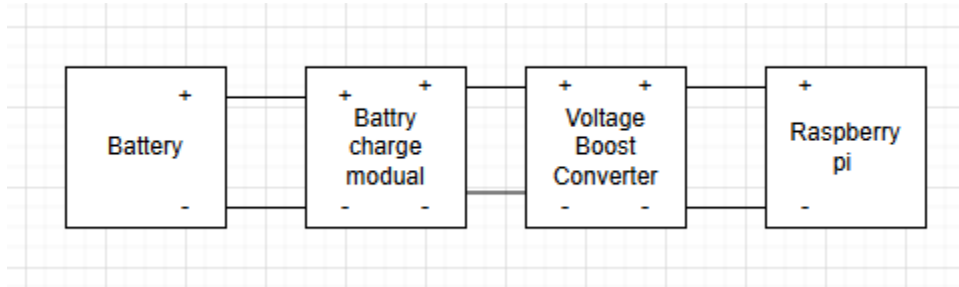 +
-
Battery
+
+
Battry
charge
modual
-
-
+
+
Voltage
Boost
Converter
-
-
+
Raspberry
pi
-